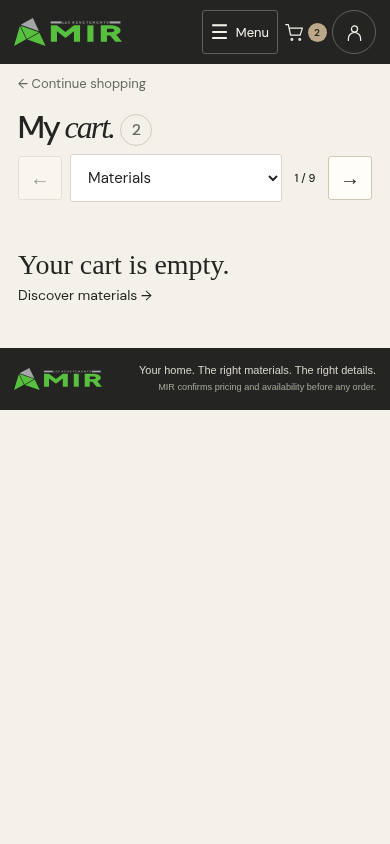 MIR
☰ Menu
2
← Continue shopping
My cart. 2
←
Materials
1 / 9
→
Your cart is empty.
Discover materials →
MIR
Your home. The right materials. The right details.
MIR confirms pricing and availability before any order.